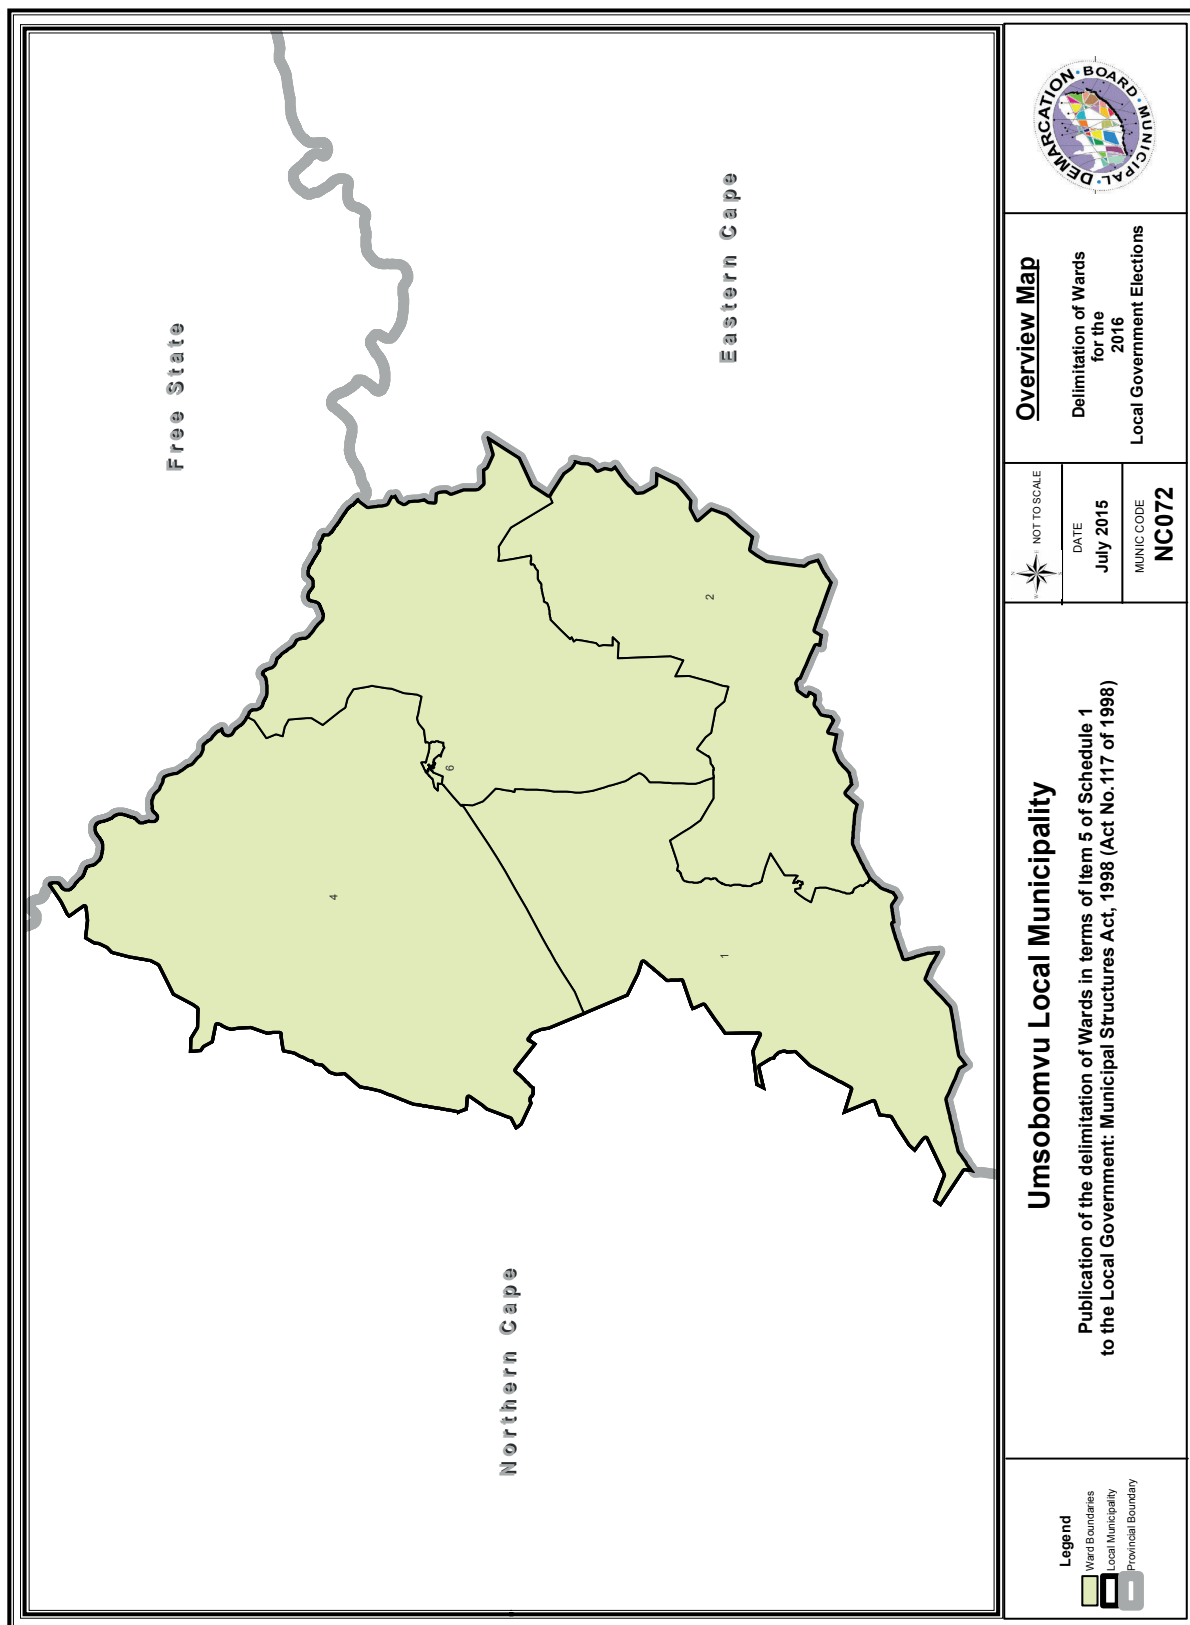 Free State
Eastern Cape
Northern Cape
4
6
2
1
Legend
Ward Boundaries
Local Municipality
Provincial Boundary
Umsobomvu Local Municipality
Publication of the delimitation of Wards in terms of Item 5 of Schedule 1
to the Local Government: Municipal Structures Act, 1998 (Act No.117 of 1998)
N
W
E
S
NOT TO SCALE
DATE
July 2015
MUNIC CODE
NC072
Overview Map
Delimitation of Wards
for the
2016
Local Government Elections
MUNICIPAL DEMARCATION BOARD